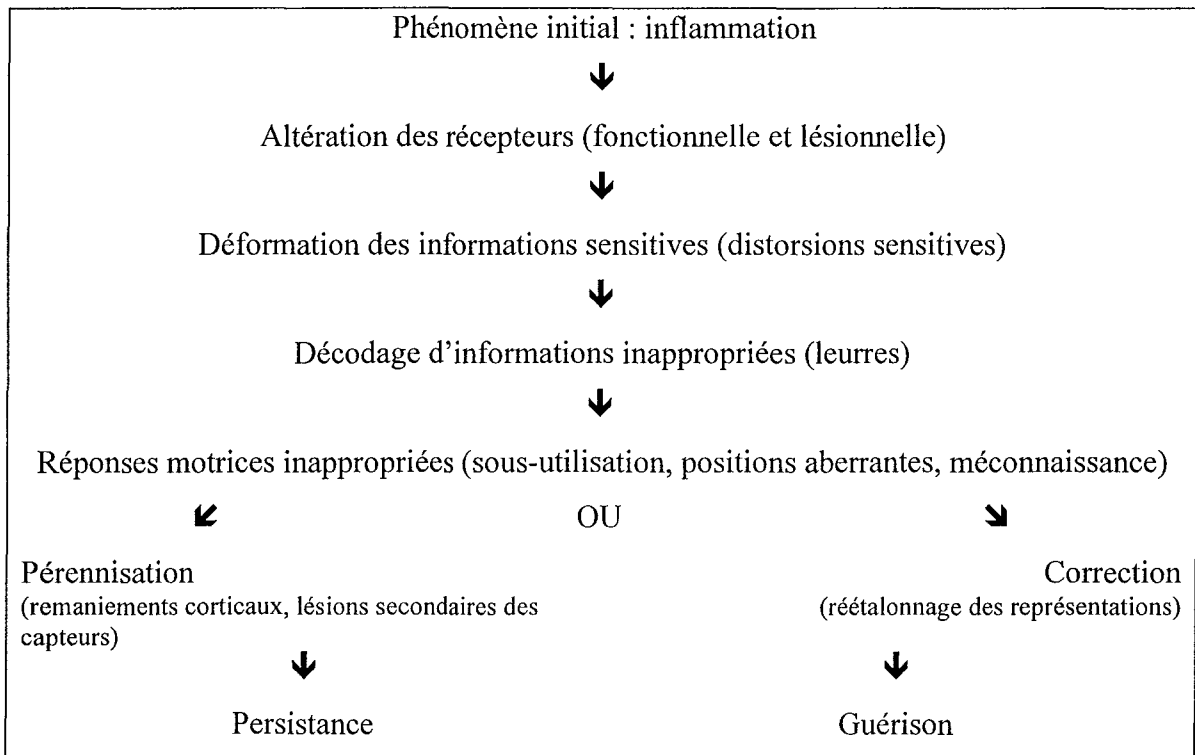 Phénomène initial : inflammation
Altération des récepteurs (fonctionnelle et lésionnelle)
Déformation des informations sensitives (distorsions sensitives)
Décodage d’informations inappropriées (leurres)
Réponses motrices inappropriées (sous-utilisation, positions aberrantes, méconnaissance)
OU
Pérennisation
(remaniements corticaux, lésions secondaires des
capteurs)
Correction
(réétalonnage des représentations)
Persistance
Guérison